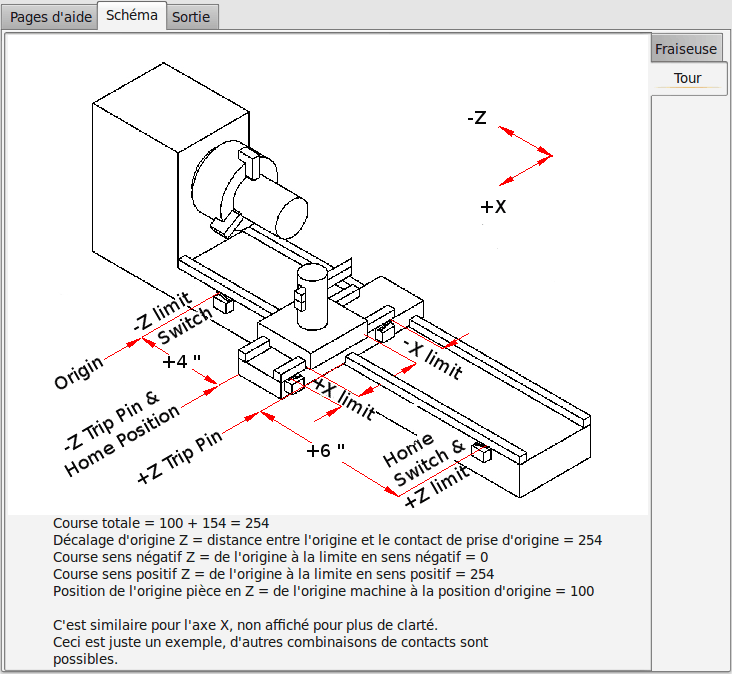 Pages d'aide Schéma Sortie
Fraiseuse
Tour
-Z
+X
-Z limit
Switch
Origin
+4 "
-Z Trip Pin &
Home Position
+Z Trip Pin
-X limit
+X limit
+6 "
Home
Switch &
+Z limit
Course totale = 100 + 154 = 254
Décalage d'origine Z = distance entre l'origine et le contact de prise d'origine = 254
Course sens négatif Z = de l'origine à la limite en sens négatif = 0
Course sens positif Z = de l'origine à la limite en sens positif = 254
Position de l'origine pièce en Z = de l'origine machine à la position d'origine = 100
C'est similaire pour l'axe X, non affiché pour plus de clarté.
Ceci est juste un exemple, d'autres combinaisons de contacts sont
possibles.